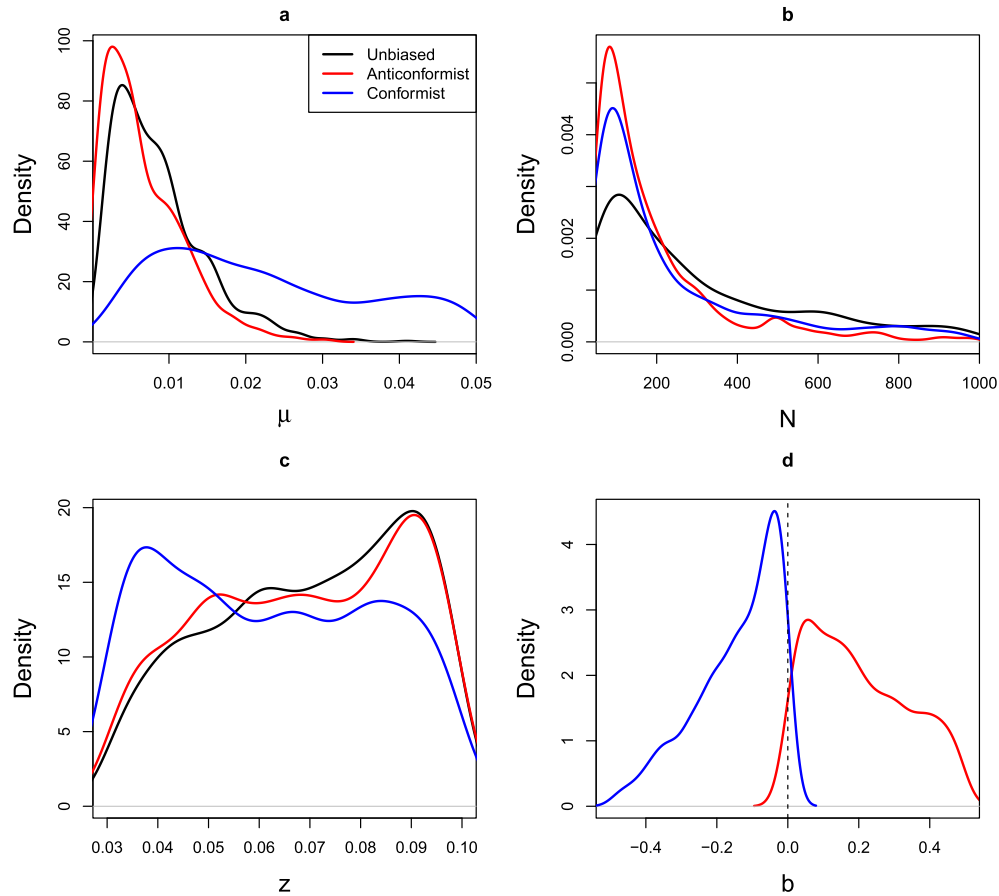 a
Density
0 20 40 60 80 100
0.01 0.02 0.03 0.04 0.05
μ
Unbiased
Anticonformist
Conformist
b
Density
0.000 0.002 0.004
200 400 600 800 1000
N
c
Density
0 5 10 15 20
0.03 0.04 0.05 0.06 0.07 0.08 0.09 0.10
z
d
Density
0 1 2 3 4
−0.4 −0.2 0.0 0.2 0.4
b